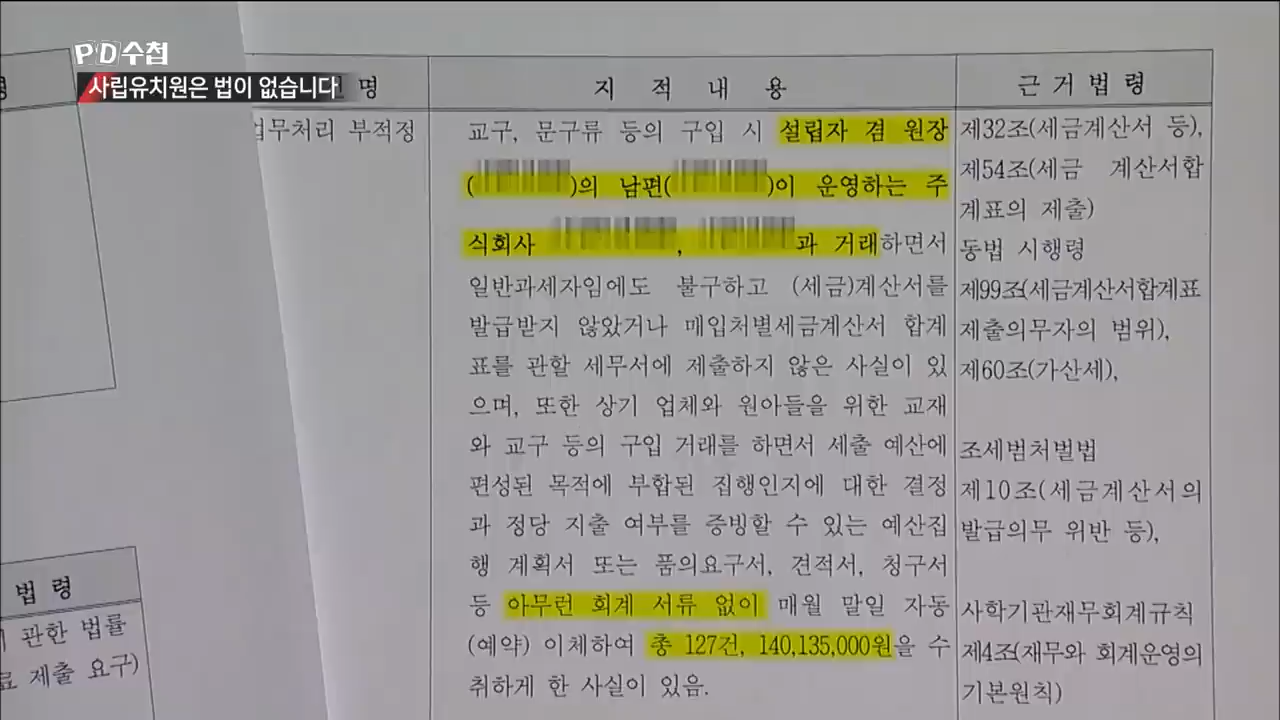 PD수첩
사립유치원은 법이 없습니다
명
지 적 내 용
근 거 법 령
업무처리 부적정
교구, 문구류 등의 구입 시 설립자 겸 원장
( )의 남편( )이 운영하는 주
식회사 , 과 거래하면서
일반과세자임에도 불구하고 (세금)계산서를
발급받지 않았거나 매입처별세금계산서 합계
표를 관할 세무서에 제출하지 않은 사실이 있
으며, 또한 상기 업체와 원아들을 위한 교재
와 교구 등의 구입 거래를 하면서 세출 예산에
편성된 목적에 부합된 집행인지에 대한 결정
과 정당 지출 여부를 증빙할 수 있는 예산집
행 계획서 또는 품의요구서, 견적서, 청구서
등 아무런 회계 서류 없이 매월 말일 자동
(예약) 이체하여 총 127건, 140,135,000원을 수
취하게 한 사실이 있음.
제32조(세금계산서 등),
제54조(세금 계산서합
계표의 제출)
동법 시행령
제99조(세금계산서합계표
제출의무자의 범위),
제60조(가산세),
조세범처벌법
제10조(세금계산서의
발급의무 위반 등),
사학기관재무회계규칙
제4조(재무와 회계운영의
기본원칙)
법 령
관한 법률
제출 요구)